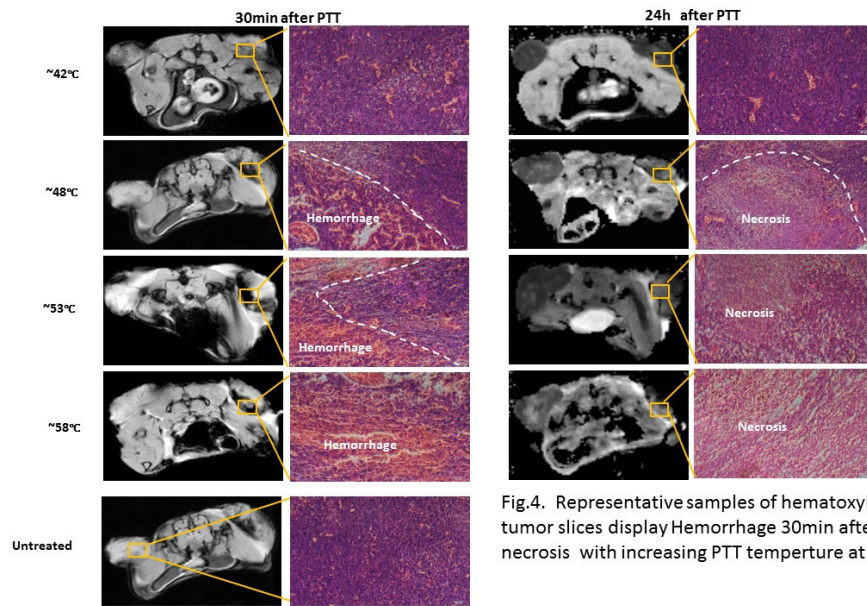 30min after PTT
24h after PTT
~42℃
~48℃
Hemorrhage
Necrosis
~53℃
Hemorrhage
Necrosis
~58℃
Hemorrhage
Necrosis
Untreated
Fig.4. Representative samples of hematoxy
tumor slices display Hemorrhage 30min afte
necrosis with increasing PTT temperture at